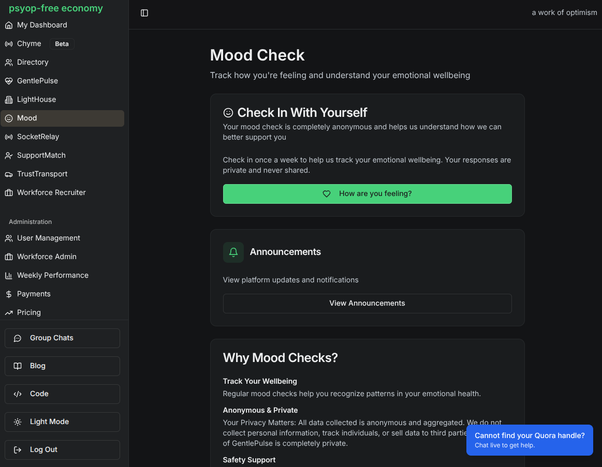 psyop-free economy
My Dashboard
Chyme Beta
Directory
GentlePulse
LightHouse
Mood
SocketRelay
SupportMatch
TrustTransport
Workforce Recruiter
Administration
User Management
Workforce Admin
Weekly Performance
Payments
Pricing
Group Chats
Blog
Code
Light Mode
Log Out
a work of optimism
Mood Check
Track how you're feeling and understand your emotional wellbeing
Check In With Yourself
Your mood check is completely anonymous and helps us understand how we can
better support you
Check in once a week to help us track your emotional wellbeing. Your responses are
private and never shared.
How are you feeling?
Announcements
View platform updates and notifications
View Announcements
Why Mood Checks?
Track Your Wellbeing
Regular mood checks help you recognize patterns in your emotional health.
Anonymous & Private
Your Privacy Matters: All data collected is anonymous and aggregated. We do not
collect personal information, track individuals, or sell data to third
of GentlePulse is completely private.
Safety Support
Cannot find your Quora handle?
Chat live to get help.